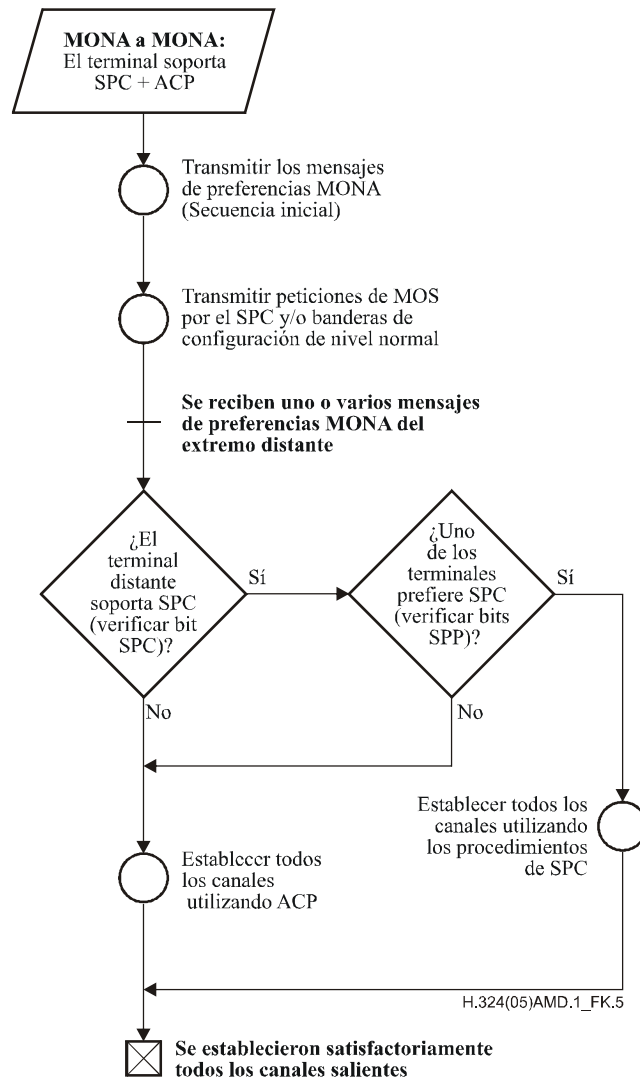 MONA a MONA:
El terminal soporta
SPC + ACP
Transmitir los mensajes
de preferencias MONA
(Secuencia inicial)
Transmitir peticiones de MOS
por el SPC y/o banderas de
configuración de nivel normal
Se reciben uno o varios mensajes
de preferencias MONA del
extremo distante
¿El
terminal
distante
soporta SPC
(verificar bit
SPC)?
Sí
No
¿Uno
de los
terminales
prefiere SPC
(verificar bits
SPP)?
Sí
No
Establecer todos los
canales utilizando
los procedimientos
de SPC
Establecer todos
los canales
utilizando ACP
H.324(05)AMD.1_FK.5
Se establecieron satisfactoriamente
todos los canales salientes